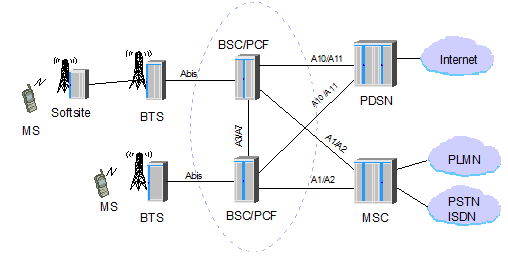 BSC/PCF
A10/A11
Internet
Abis
A10/A11
PDSN
Softsite
BTS
MS
A3/A7
A1/A2
PLMN
Abis
A1/A2
MS
BTS
BSC/PCF
MSC
PSTN
ISDN